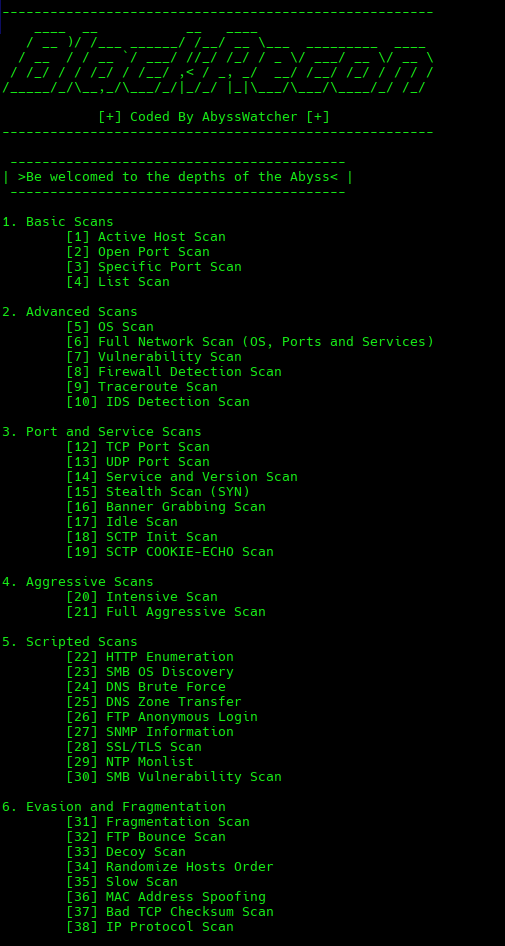 BlackRecon
[+] Coded By AbyssWatcher [+]
| >Be welcomed to the depths of the Abyss< |
1. Basic Scans
[1] Active Host Scan
[2] Open Port Scan
[3] Specific Port Scan
[4] List Scan
2. Advanced Scans
[5] OS Scan
[6] Full Network Scan (OS, Ports and Services)
[7] Vulnerability Scan
[8] Firewall Detection Scan
[9] Traceroute Scan
[10] IDS Detection Scan
3. Port and Service Scans
[12] TCP Port Scan
[13] UDP Port Scan
[14] Service and Version Scan
[15] Stealth Scan (SYN)
[16] Banner Grabbing Scan
[17] Idle Scan
[18] SCTP Init Scan
[19] SCTP COOKIE-ECHO Scan
4. Aggressive Scans
[20] Intensive Scan
[21] Full Aggressive Scan
5. Scripted Scans
[22] HTTP Enumeration
[23] SMB OS Discovery
[24] DNS Brute Force
[25] DNS Zone Transfer
[26] FTP Anonymous Login
[27] SNMP Information
[28] SSL/TLS Scan
[29] NTP Monlist
[30] SMB Vulnerability Scan
6. Evasion and Fragmentation
[31] Fragmentation Scan
[32] FTP Bounce Scan
[33] Decoy Scan
[34] Randomize Hosts Order
[35] Slow Scan
[36] MAC Address Spoofing
[37] Bad TCP Checksum Scan
[38] IP Protocol Scan